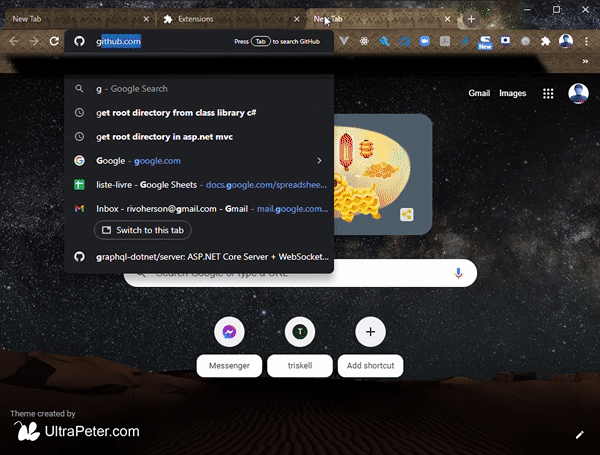 New Tab
Extensions
New Tab
github.com
Press Tab to search GitHub
New
g - Google Search
get root directory from class library c#
get root directory in asp.net mvc
Google - google.com
liste-livre - Google Sheets - docs.google.com/spreadshee...
Inbox - rivoherson@gmail.com - Gmail - mail.google.com...
Switch to this tab
graphql-dotnet/server: ASP.NET Core Server + WebSocket...
Gmail Images
Search Google or type a URL
Messenger
T
triskell
Add shortcut
Theme created by
UltraPeter.com